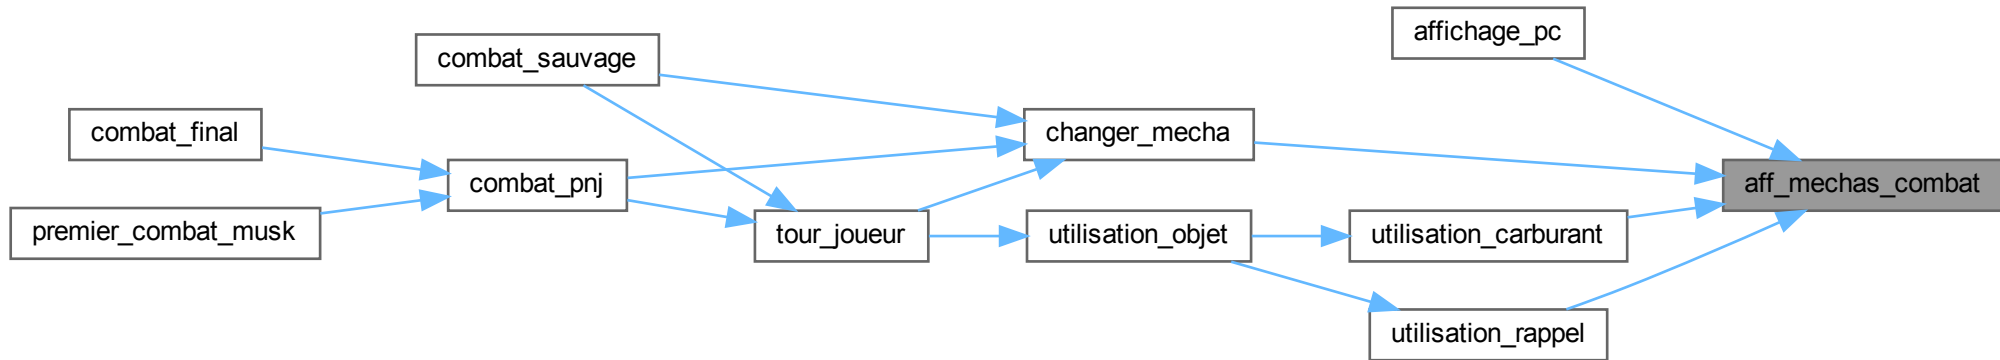 affichage_pc
combat_sauvage
combat_final
changer_mecha
combat_pnj
aff_mechas_combat
premier_combat_musk
tour_joueur
utilisation_objet
utilisation_carburant
utilisation_rappel